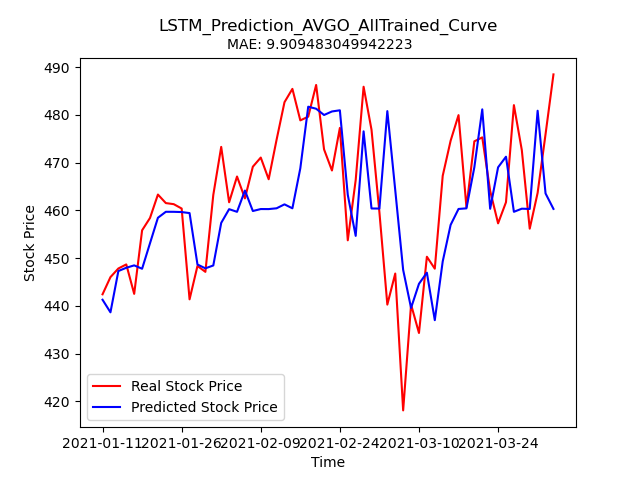 LSTM_Prediction_AVGO_AllTrained_Curve
MAE: 9.909483049942223
490
480
470
460
450
440
430
420
Stock Price
Real Stock Price
Predicted Stock Price
2021-01-11 2021-01-26 2021-02-09 2021-02-24 2021-03-10 2021-03-24
Time